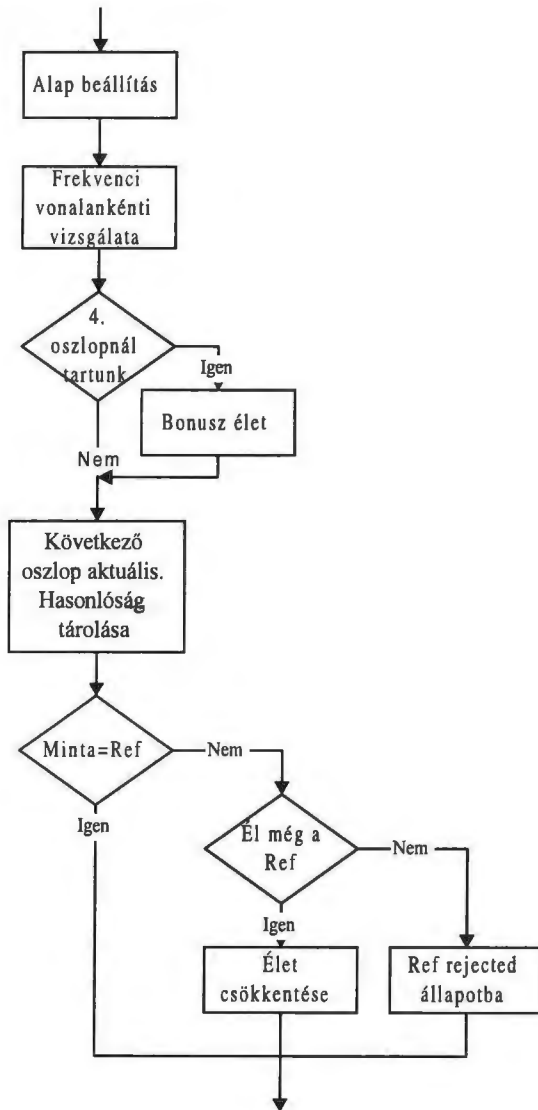 Alap beállítás
Frekvenci
vonalankénti
vizsgálata
4.
oszlopnál
tartunk
Igen
Bonusz élet
Nem
Következő
oszlop aktuális.
Hasonlóság
tárolása
Minta=Ref
Nem
Igen
Él még a
Ref
Nem
Igen
Élet
csökkentése
Ref rejected
állapotba